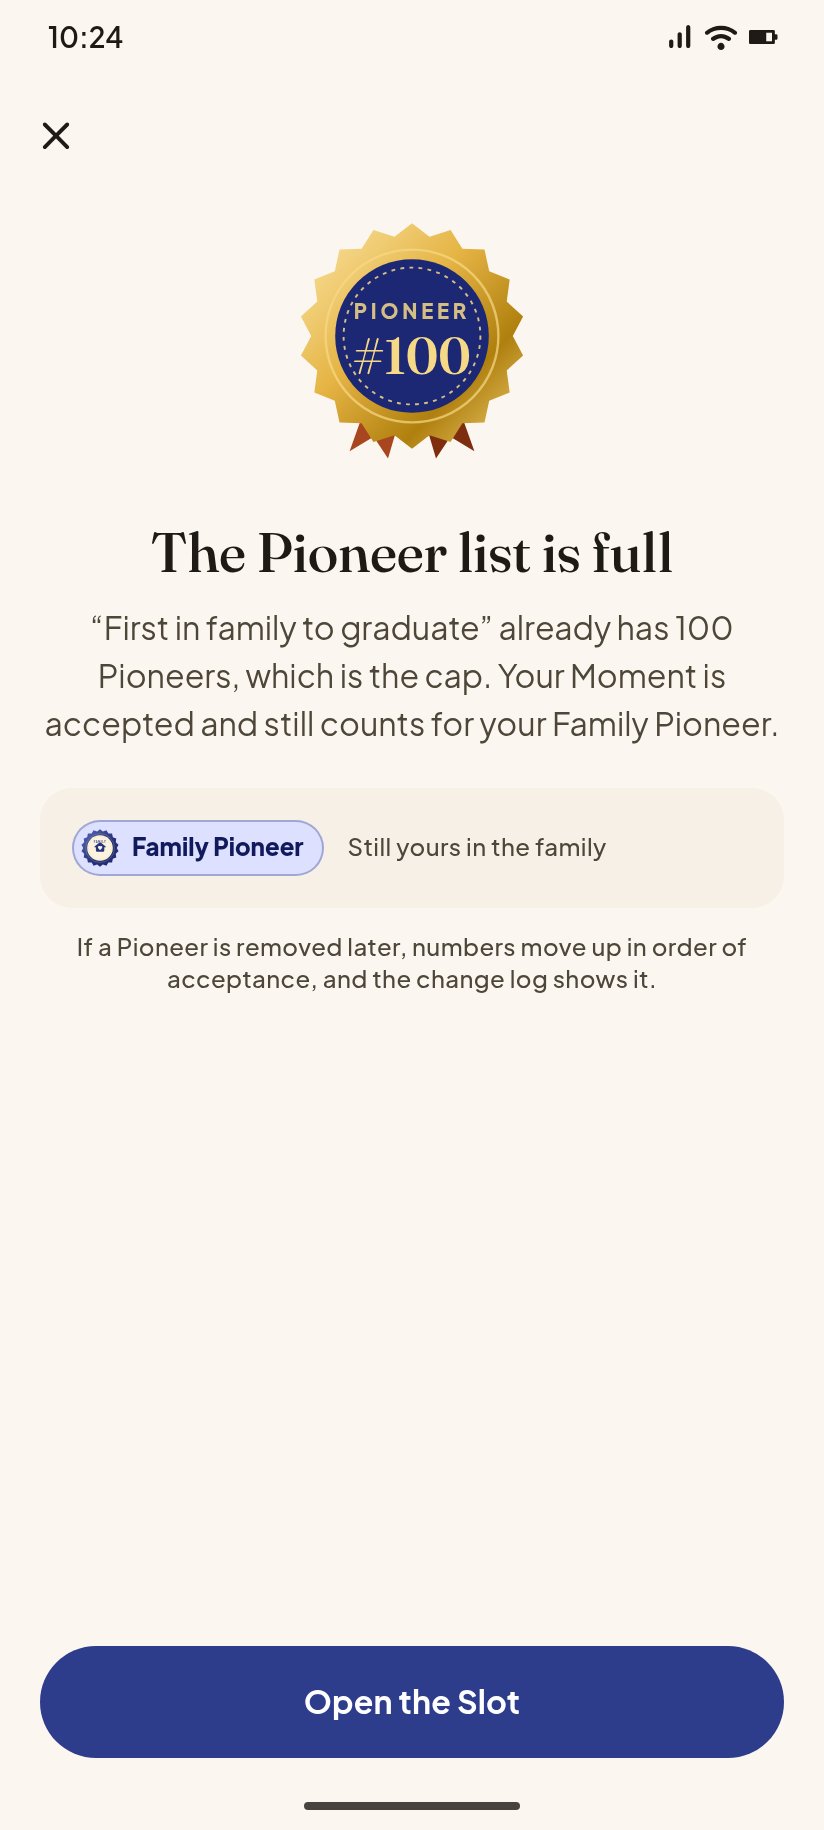 10:24
PIONEER
#100
The Pioneer list is full
“First in family to graduate” already has 100
Pioneers, which is the cap. Your Moment is
accepted and still counts for your Family Pioneer.
Family Pioneer
Still yours in the family
If a Pioneer is removed later, numbers move up in order of
acceptance, and the change log shows it.
Open the Slot